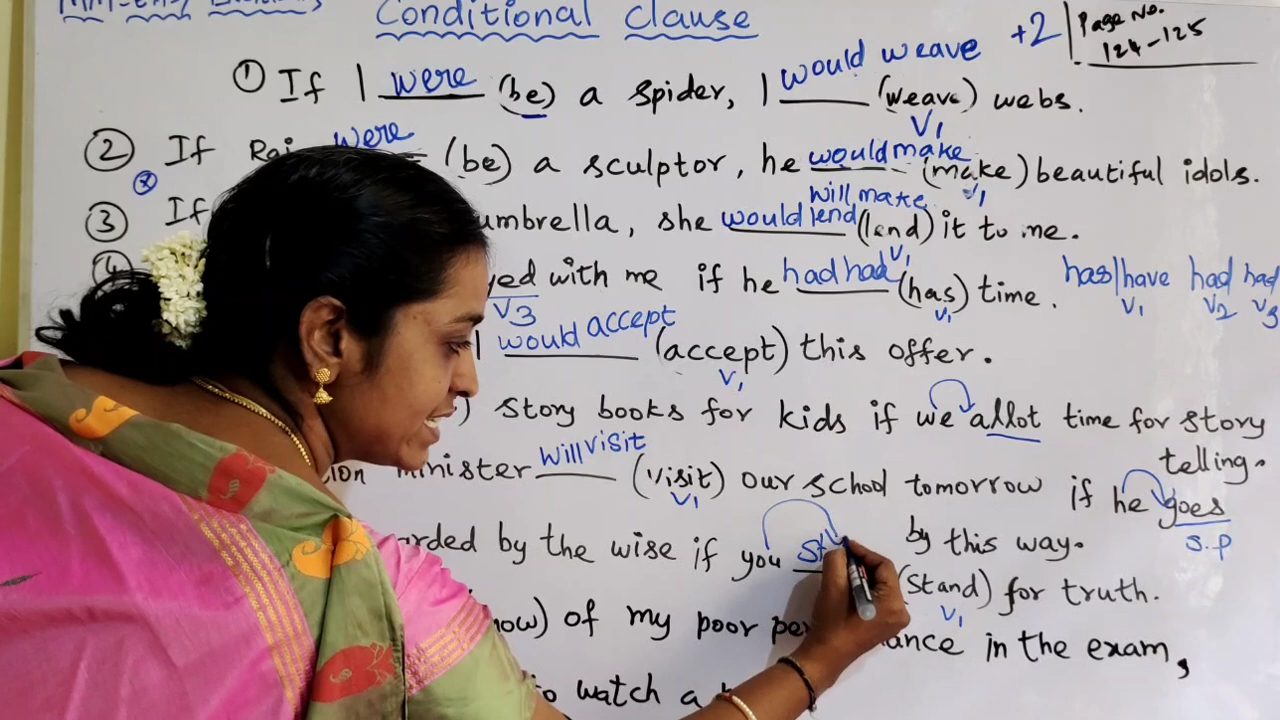 Conditional clause +2 Page No.
124-125
would weave
① If I were (be) a spider, I ____ (weave) webs.
V1
② If were (be) a sculptor, he would make (make) beautiful idols.
will make V1
③ If umbrella, she would lend (lend) it to me.
V1
④ with me if he had had (has) time. has/have had had
V3 V1 V1 V2 V3
I would accept (accept) this offer.
V1
) story books for kids if we allot time for story
telling.
minister will visit (visit) our school tomorrow if he goes
V1 S.P
by this way.
by the wise if you (stand) for truth.
V1
of my poor in the exam,
to watch a